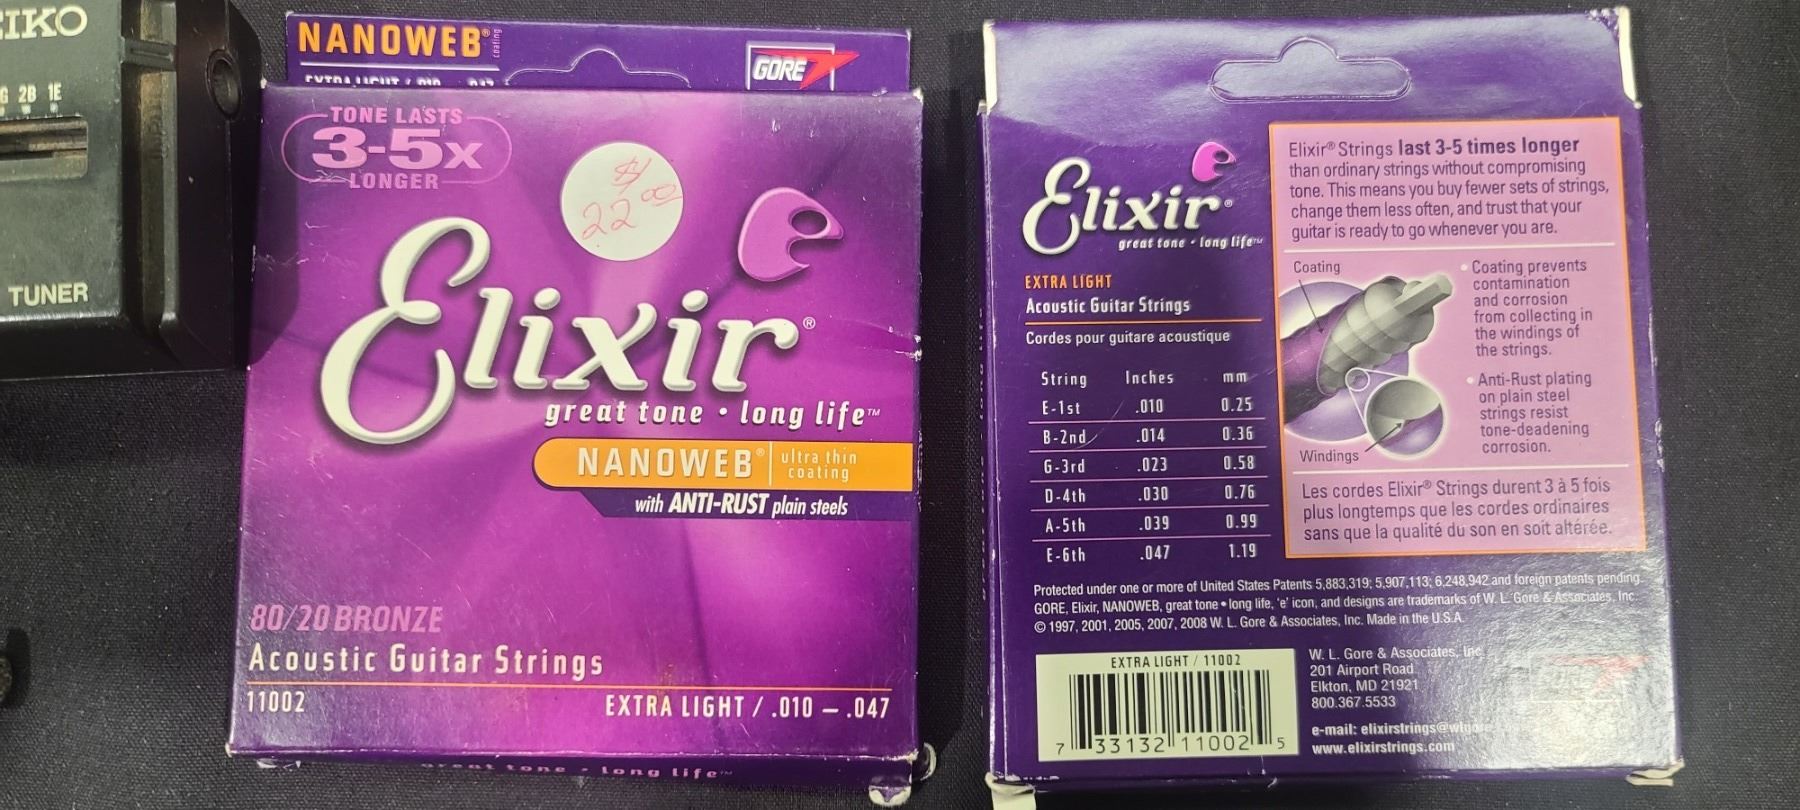 EIKO
G 2B 1E
TUNER
NANOWEB® coating
GORE
EXTRA LIGHT / .010 .047
TONE LASTS
3-5x
LONGER
$
22 00
Elixir®
great tone • long life™
NANOWEB® ultra thin
coating
with ANTI-RUST plain steels
80/20 BRONZE
Acoustic Guitar Strings
11002 EXTRA LIGHT / .010 – .047
great tone • long life™
Elixir®
great tone • long life™
EXTRA LIGHT
Acoustic Guitar Strings
Cordes pour guitare acoustique
String Inches mm
E-1st .010 0.25
B-2nd .014 0.36
G-3rd .023 0.58
D-4th .030 0.76
A-5th .039 0.99
E-6th .047 1.19
Elixir® Strings last 3-5 times longer
than ordinary strings without compromising
tone. This means you buy fewer sets of strings,
change them less often, and trust that your
guitar is ready to go whenever you are.
Coating
Windings
• Coating prevents
contamination
and corrosion
from collecting in
the windings of
the strings.
• Anti-Rust plating
on plain steel
strings resist
tone-deadening
corrosion.
Les cordes Elixir® Strings durent 3 à 5 fois
plus longtemps que les cordes ordinaires
sans que la qualité du son en soit altérée.
Protected under one or more of United States Patents 5,883,319; 5,907,113; 6,248,942 and foreign patents pending.
GORE, Elixir, NANOWEB, great tone • long life, 'e' icon, and designs are trademarks of W. L. Gore & Associates, Inc.
© 1997, 2001, 2005, 2007, 2008 W. L. Gore & Associates, Inc. Made in the U.S.A.
EXTRA LIGHT / 11002
7 33132 11002 5
W. L. Gore & Associates, Inc.
201 Airport Road
Elkton, MD 21921
800.367.5533
e-mail: elixirstrings@wlgore
www.elixirstrings.com